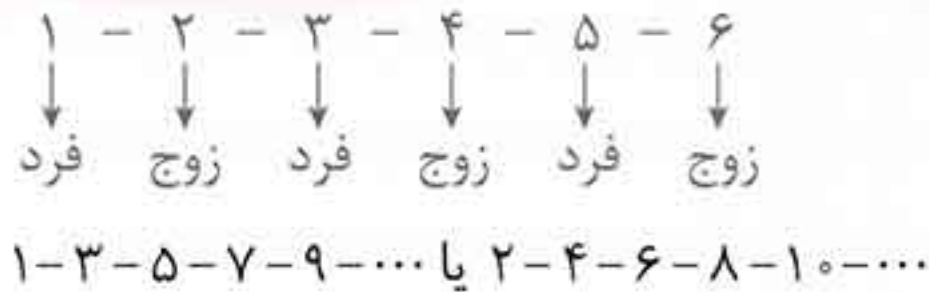 ۱ - ۲ - ۳ - ۴ - ۵ - ۶
فرد زوج فرد زوج فرد زوج
۱-۳-۵-۷-۹-... یا ۲-۴-۶-۸-۱۰-...